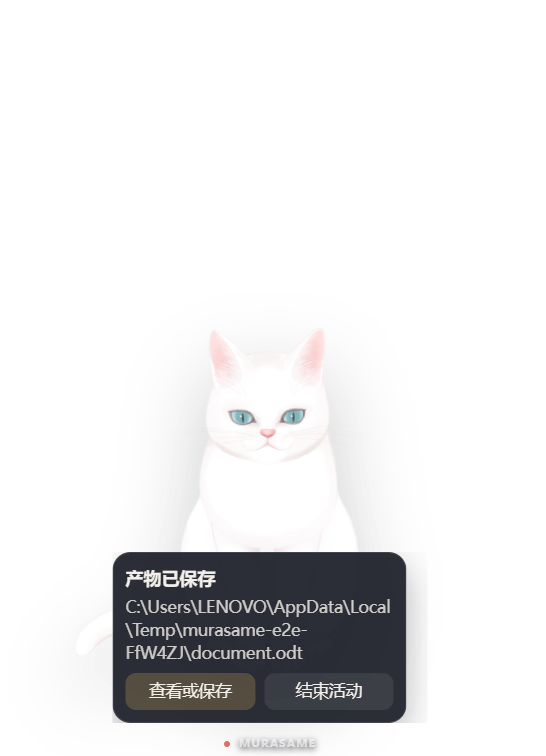 产物已保存
C:\Users\LENOVO\AppData\Local
\Temp\murasame-e2e-
FfW4ZJ\document.odt
查看或保存
结束活动
MURASAME